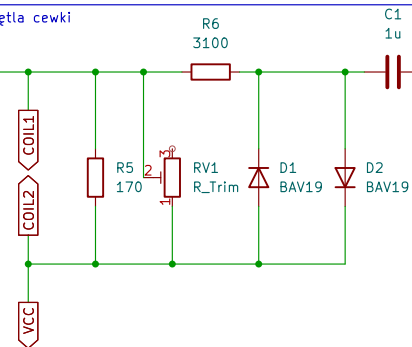 ętla cewki
C1
1u
R6
3100
COIL1
COIL2
R5
170
2
3
1
RV1
R_Trim
D1
BAV19
D2
BAV19
VCC